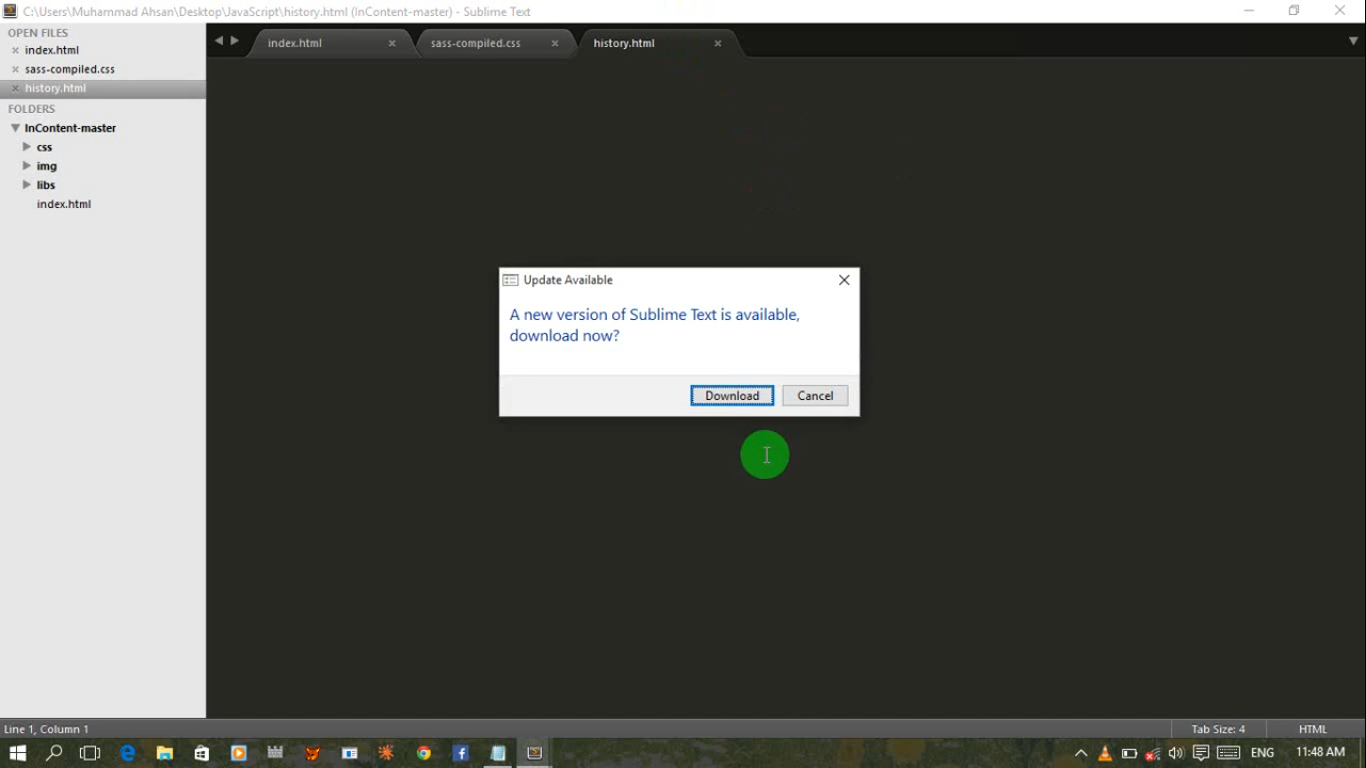 C:\Users\Muhammad Ahsan\Desktop\JavaScript\history.html (InContent-master) - Sublime Text
OPEN FILES
index.html
sass-compiled.css
history.html
FOLDERS
InContent-master
css
img
libs
index.html
index.html
sass-compiled.css
history.html
Update Available
A new version of Sublime Text is available,
download now?
Download
Cancel
Line 1, Column 1
Tab Size: 4
HTML
ENG
11:48 AM